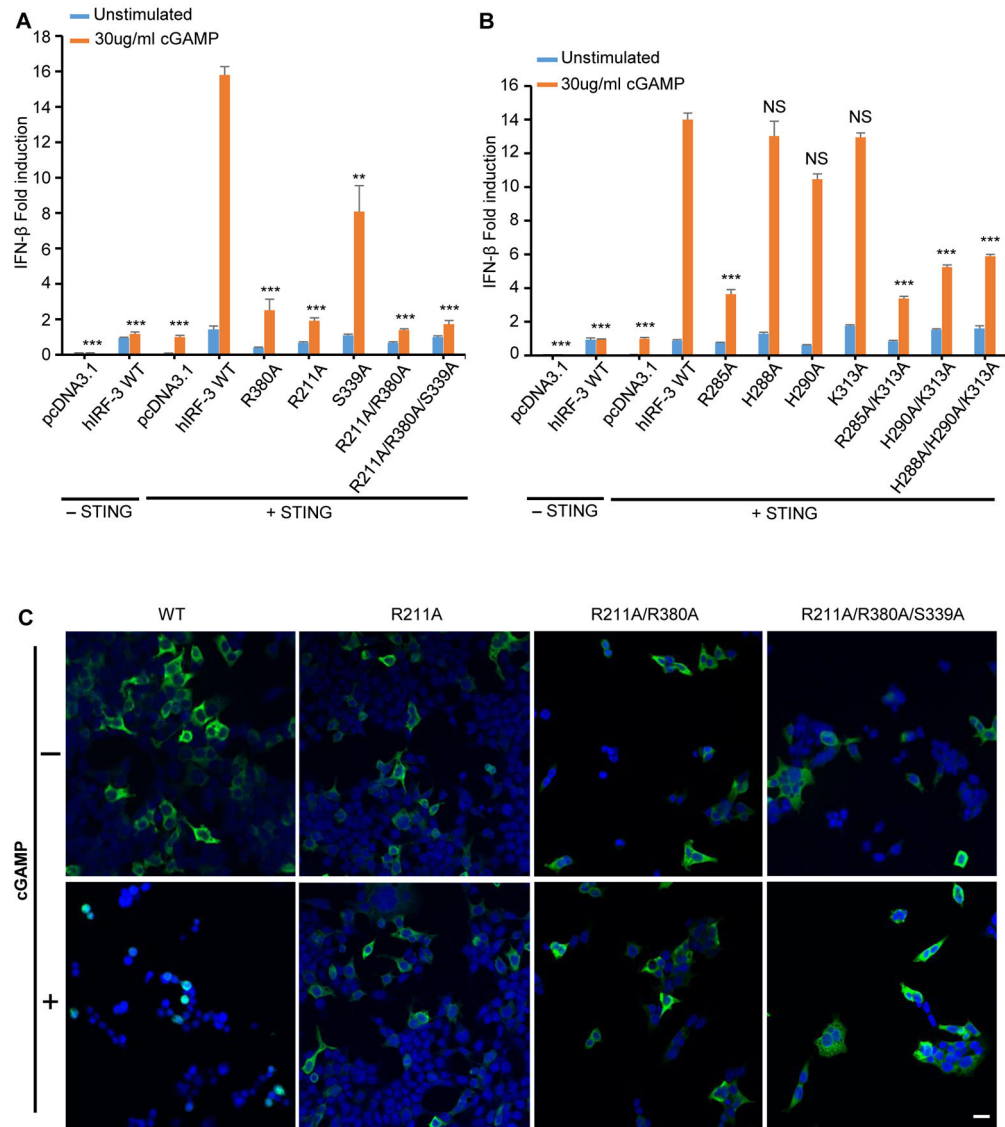 A
Unstimulated
30ug/ml cGAMP
IFN-β Fold induction
18
16
14
12
10
8
6
4
2
0
***
***
***
***
***
**
***
***
pcDNA3.1
hIRF-3 WT
pcDNA3.1
hIRF-3 WT
R380A
R211A
S339A
R211A/R380A
R211A/R380A/S339A
– STING
+ STING
B
Unstimulated
30ug/ml cGAMP
IFN-β Fold induction
16
14
12
10
8
6
4
2
0
***
***
***
***
NS
NS
NS
***
***
***
pcDNA3.1
hIRF-3 WT
pcDNA3.1
hIRF-3 WT
R285A
H288A
H290A
K313A
R285A/K313A
H290A/K313A
H288A/H290A/K313A
– STING
+ STING
C
WT
R211A
R211A/R380A
R211A/R380A/S339A
cGAMP
–
+